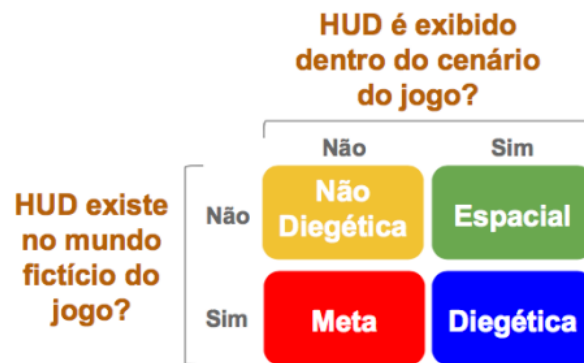 HUD é exibido
dentro do cenário
do jogo?
Não
Sim
HUD existe
no mundo
fictício do
jogo?
Não
Não
Diegética
Espacial
Sim
Meta
Diegética